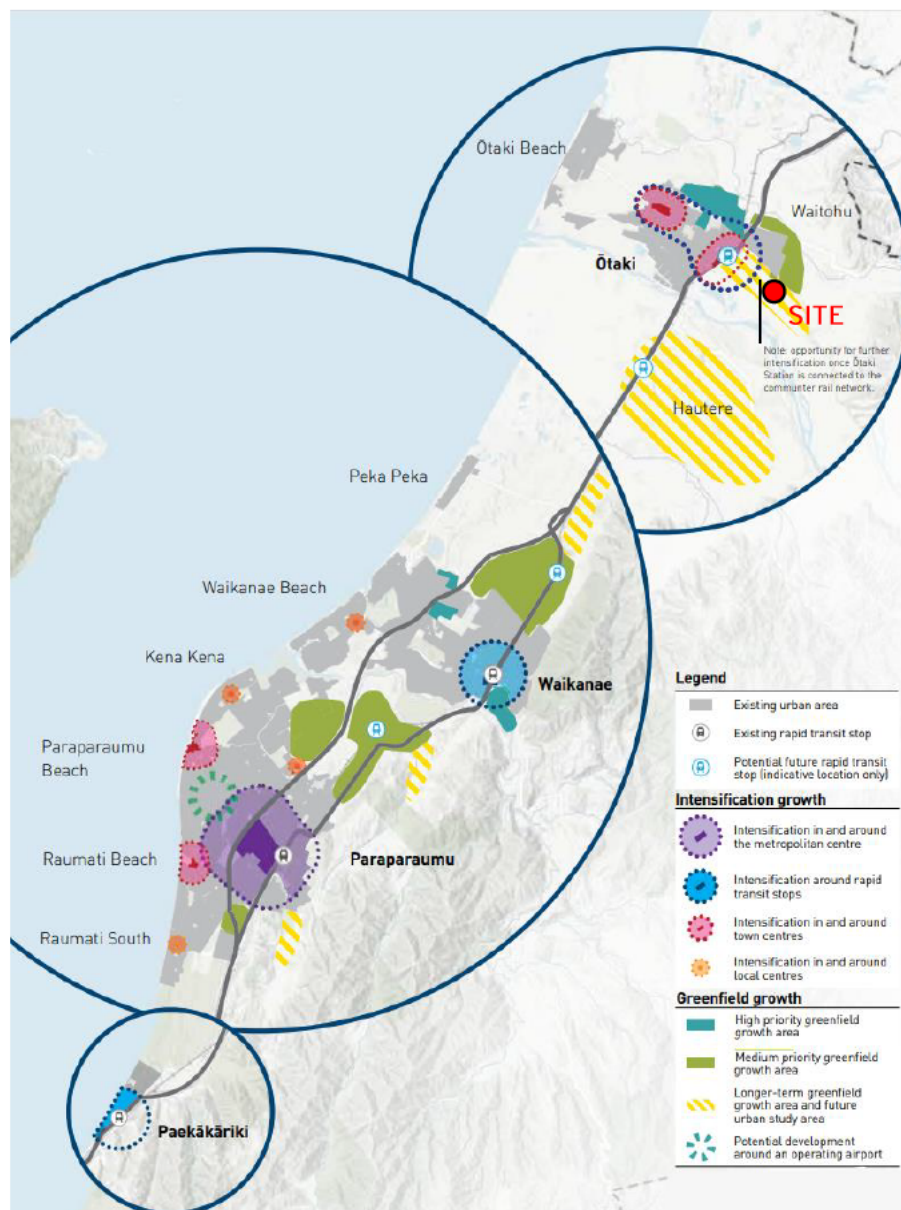 Ōtaki Beach
Waitohu
Ōtaki
SITE
Note: opportunity for further
intensification once Ōtaki
Station is connected to the
communter rail network.
Hautere
Peka Peka
Waikanae Beach
Kena Kena
Waikanae
Paraparaumu
Beach
Raumati Beach
Paraparaumu
Raumati South
Paekākāriki
Legend
Existing urban area
Existing rapid transit stop
Potential future rapid transit
stop (indicative location only)
Intensification growth
Intensification in and around
the metropolitan centre
Intensification around rapid
transit stops
Intensification in and around
town centres
Intensification in and around
local centres
Greenfield growth
High priority greenfield
growth area
Medium priority greenfield
growth area
Longer-term greenfield
growth area and future
urban study area
Potential development
around an operating airport